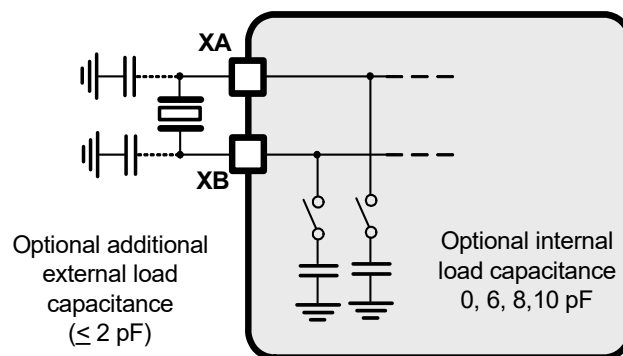 XA
XB
Optional additional
external load
capacitance
(≤ 2 pF)
Optional internal
load capacitance
0, 6, 8,10 pF